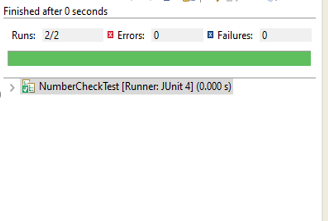 Finished after 0 seconds
Runs: 2/2 Errors: 0 Failures: 0
NumberCheckTest [Runner: JUnit 4] (0.000 s)